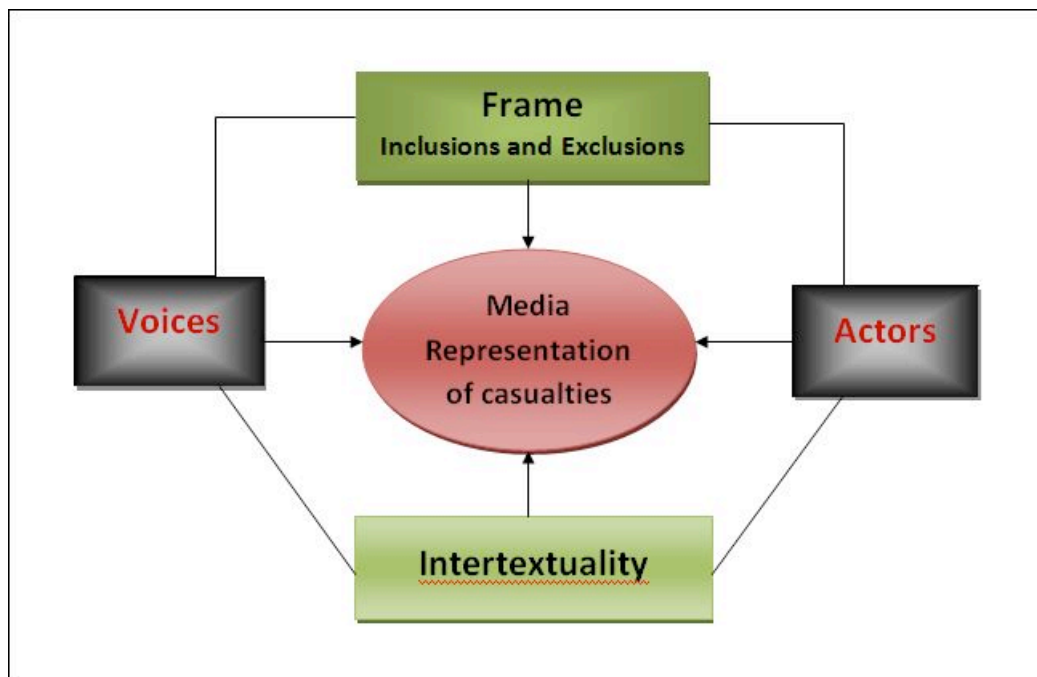 Frame
Inclusions and Exclusions
Voices
Media
Representation
of casualties
Actors
Intertextuality